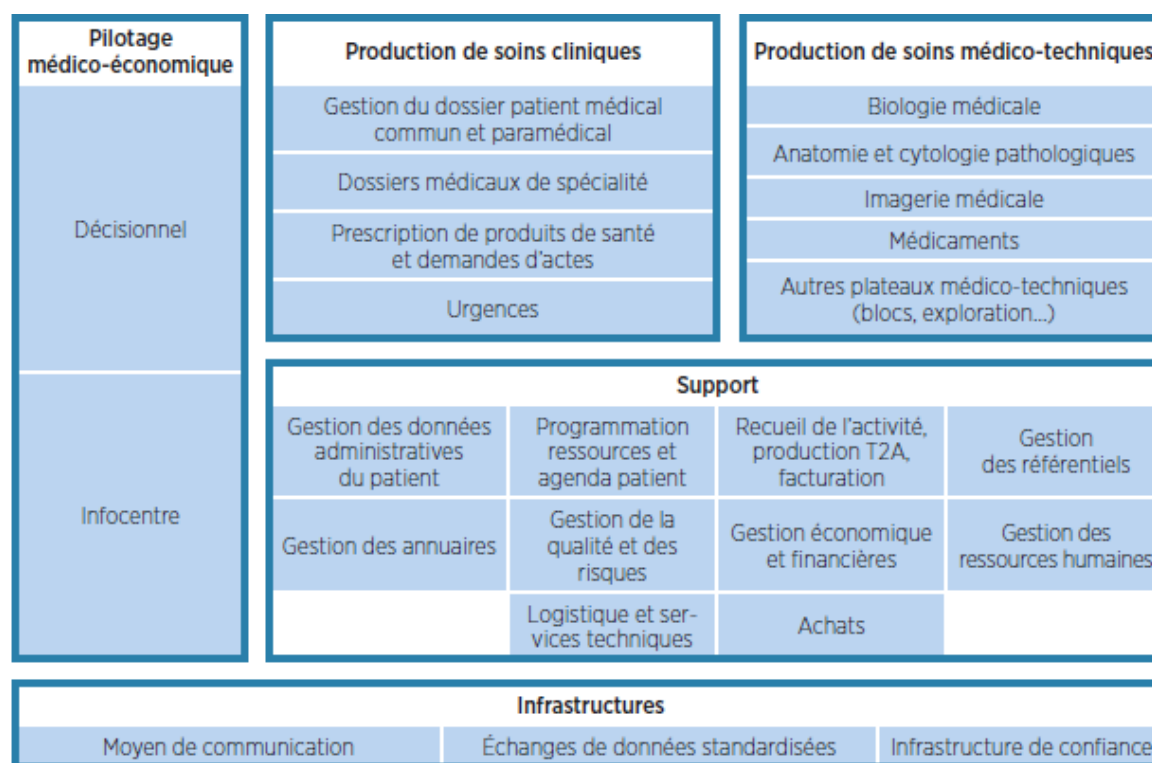 Pilotage
médico-économique
Décisionnel
Infocentre
Production de soins cliniques
Gestion du dossier patient médical
commun et paramédical
Dossiers médicaux de spécialité
Prescription de produits de santé
et demandes d'actes
Urgences
Production de soins médico-techniques
Biologie médicale
Anatomie et cytologie pathologiques
Imagerie médicale
Médicaments
Autres plateaux médico-techniques
(blocs, exploration...)
Support
Gestion des données
administratives
du patient
Programmation
ressources et
agenda patient
Recueil de l'activité,
production T2A,
facturation
Gestion
des référentiels
Gestion des annuaires
Gestion de la
qualité et des
risques
Gestion économique
et financières
Gestion des
ressources humaines
Logistique et ser-
vices techniques
Achats
Infrastructures
Moyen de communication
Échanges de données standardisées
Infrastructure de confiance